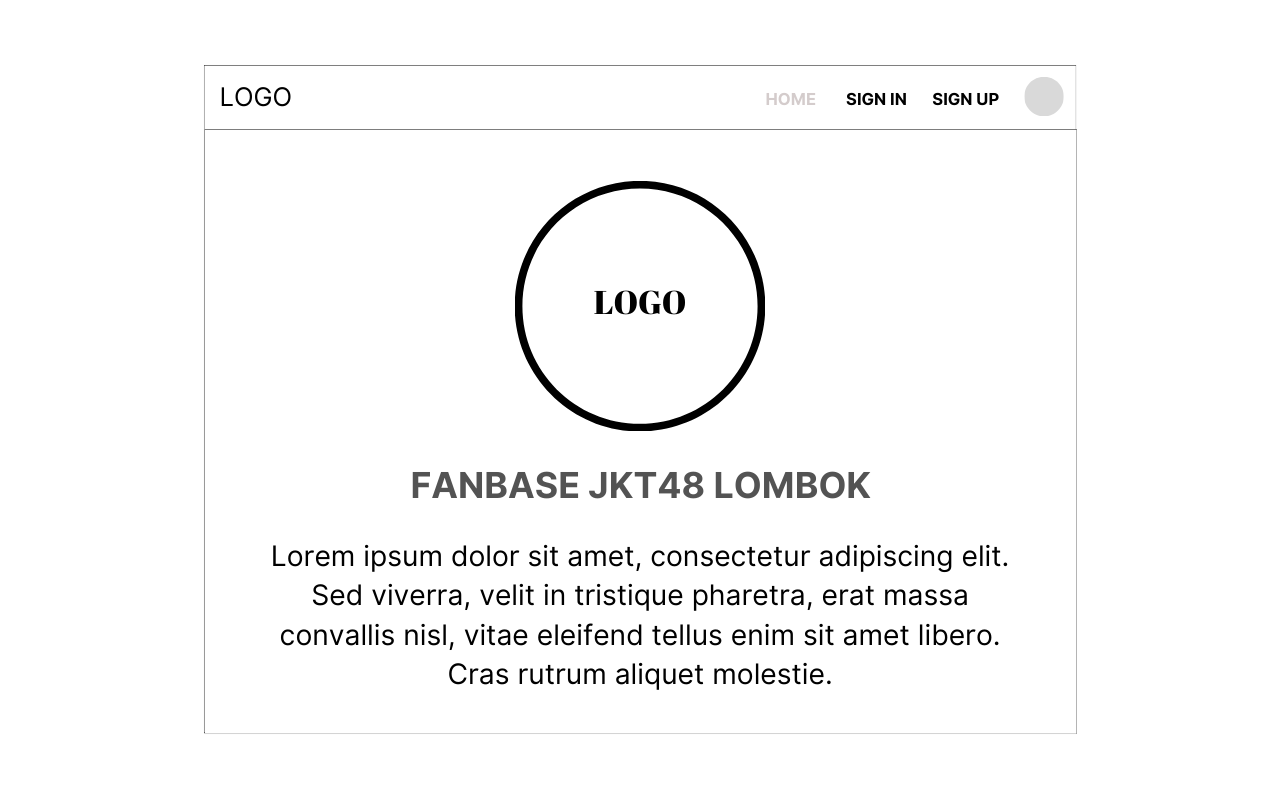 LOGO
HOME SIGN IN SIGN UP
LOGO
FANBASE JKT48 LOMBOK
Lorem ipsum dolor sit amet, consectetur adipiscing elit.
Sed viverra, velit in tristique pharetra, erat massa
convallis nisl, vitae eleifend tellus enim sit amet libero.
Cras rutrum aliquet molestie.